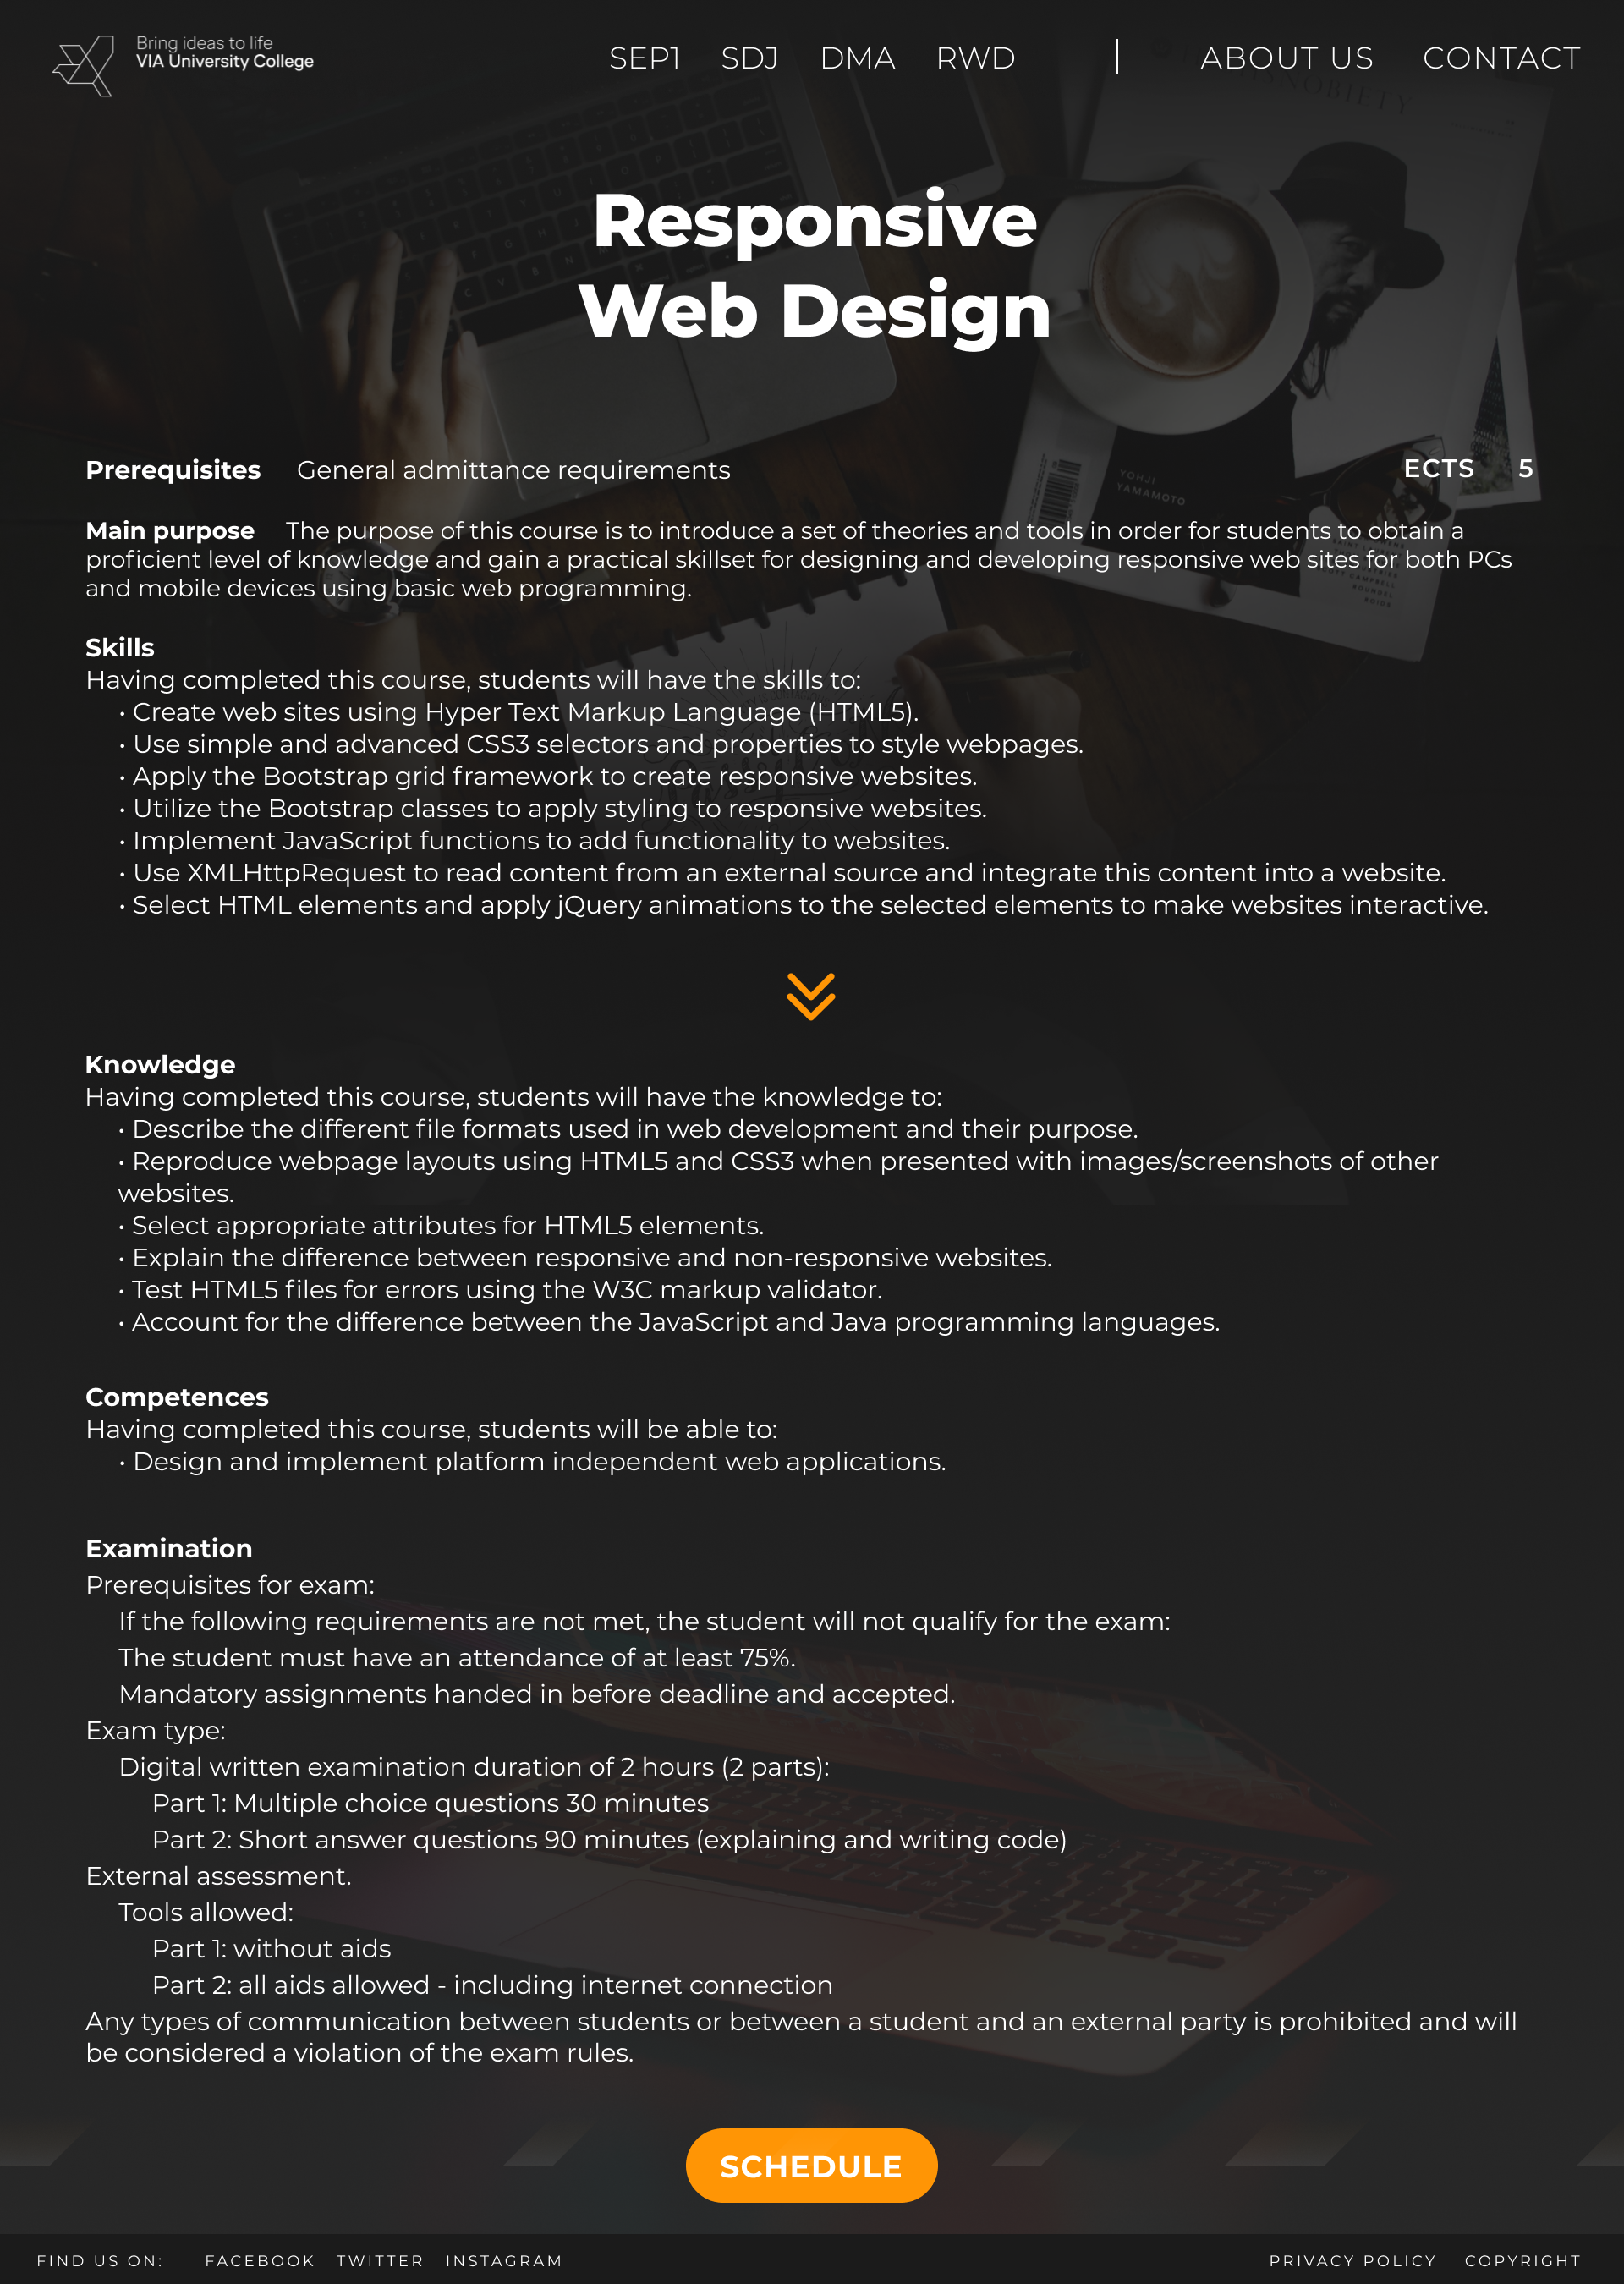 Bring ideas to life
VIA University College
SEP1 SDJ DMA RWD | ABOUT US CONTACT
Responsive
Web Design
Prerequisites General admittance requirements
ECTS 5
YOHJI
YAMAMOTO
Main purpose The purpose of this course is to introduce a set of theories and tools in order for students to obtain a
proficient level of knowledge and gain a practical skillset for designing and developing responsive web sites for both PCs
and mobile devices using basic web programming.
Skills
Having completed this course, students will have the skills to:
• Create web sites using Hyper Text Markup Language (HTML5).
• Use simple and advanced CSS3 selectors and properties to style webpages.
• Apply the Bootstrap grid framework to create responsive websites.
• Utilize the Bootstrap classes to apply styling to responsive websites.
• Implement JavaScript functions to add functionality to websites.
• Use XMLHttpRequest to read content from an external source and integrate this content into a website.
• Select HTML elements and apply jQuery animations to the selected elements to make websites interactive.
Knowledge
Having completed this course, students will have the knowledge to:
• Describe the different file formats used in web development and their purpose.
• Reproduce webpage layouts using HTML5 and CSS3 when presented with images/screenshots of other
websites.
• Select appropriate attributes for HTML5 elements.
• Explain the difference between responsive and non-responsive websites.
• Test HTML5 files for errors using the W3C markup validator.
• Account for the difference between the JavaScript and Java programming languages.
Competences
Having completed this course, students will be able to:
• Design and implement platform independent web applications.
Examination
Prerequisites for exam:
If the following requirements are not met, the student will not qualify for the exam:
The student must have an attendance of at least 75%.
Mandatory assignments handed in before deadline and accepted.
Exam type:
Digital written examination duration of 2 hours (2 parts):
Part 1: Multiple choice questions 30 minutes
Part 2: Short answer questions 90 minutes (explaining and writing code)
External assessment.
Tools allowed:
Part 1: without aids
Part 2: all aids allowed - including internet connection
Any types of communication between students or between a student and an external party is prohibited and will
be considered a violation of the exam rules.
SCHEDULE
FIND US ON: FACEBOOK TWITTER INSTAGRAM
PRIVACY POLICY COPYRIGHT